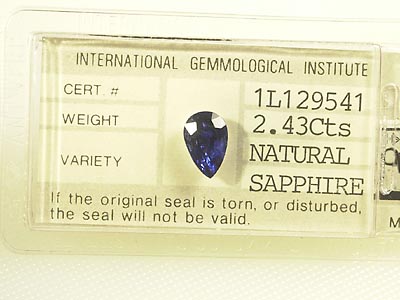 INTERNATIONAL GEMMOLOGICAL INSTITUTE
CERT. # 1L129541
WEIGHT 2.43Cts
VARIETY NATURAL
SAPPHIRE
If the original seal is torn, or disturbed,
the seal will not be valid.